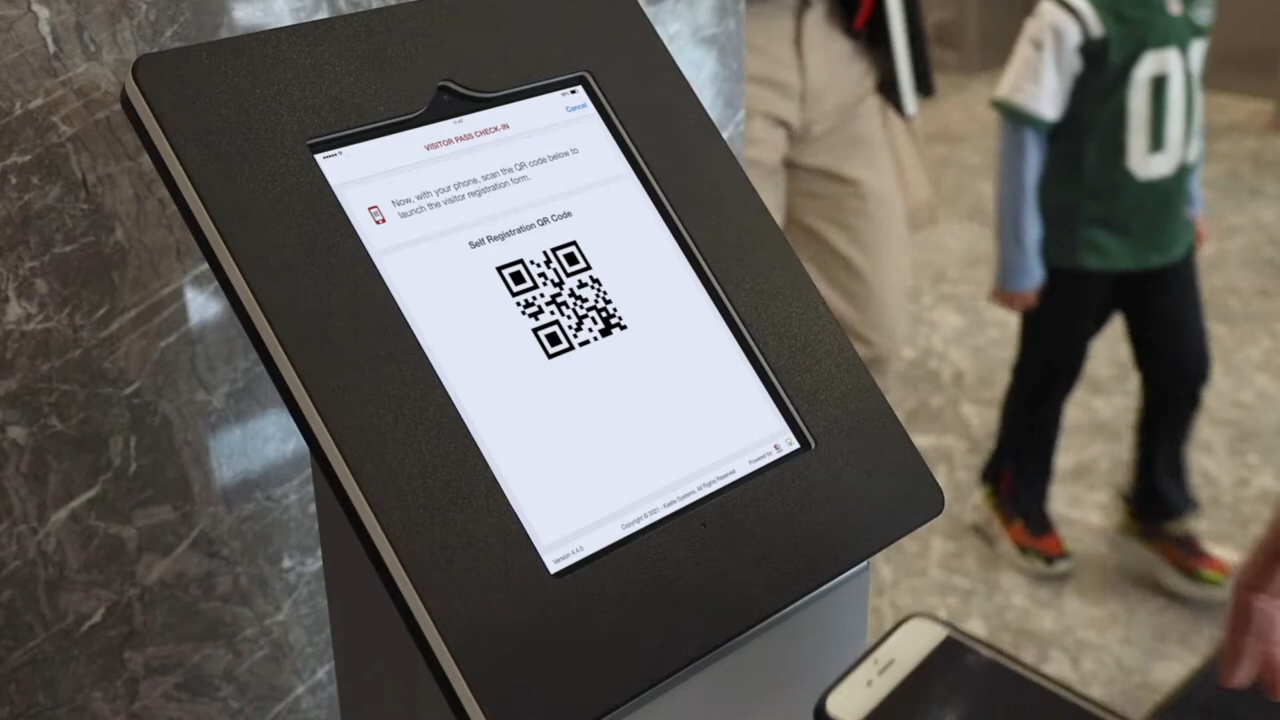 Cancel
VISITOR PASS CHECK-IN
Now, with your phone, scan the QR code below to
launch the visitor registration form.
Self Registration QR Code
Powered by
Copyright © 2021 - Kastle Systems. All Rights Reserved
Version 4.4.0